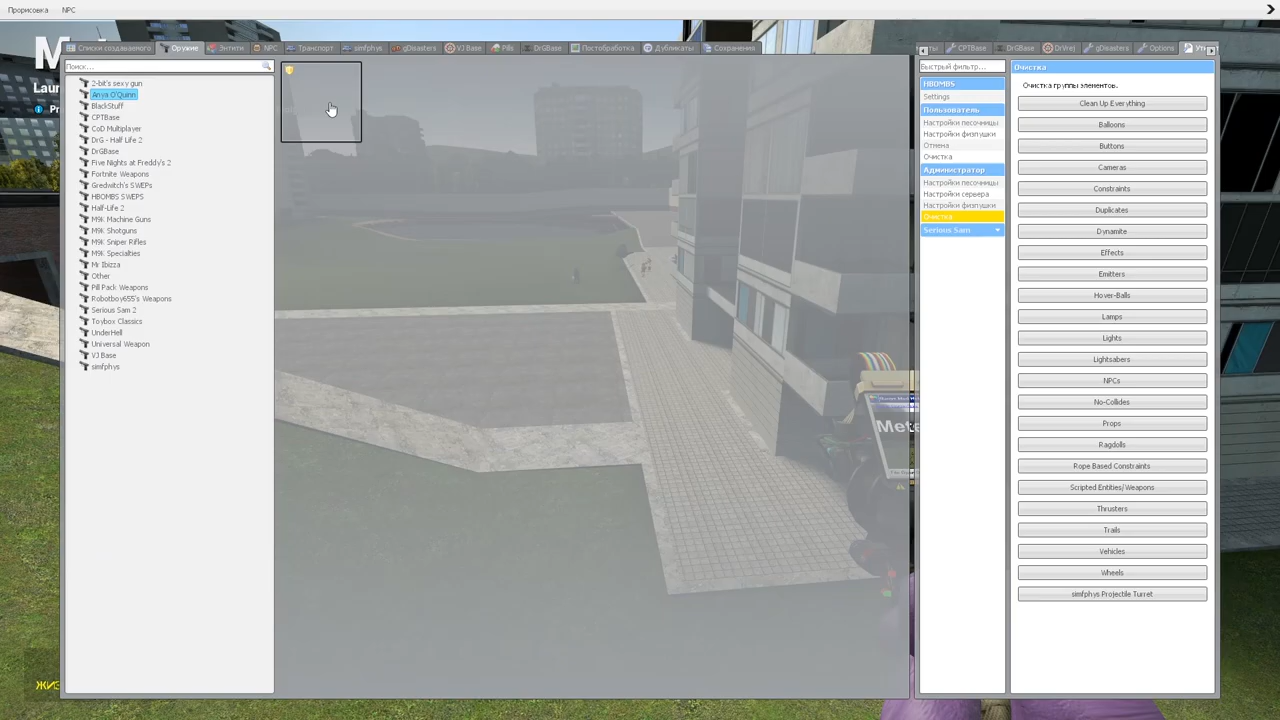 Прорисовка NPC
Списки создаваемого Оружие Энтити NPC Транспорт simfphys gDisasters VJ Base Pills DrGBase Постобработка Дубликаты Сохранения
Поиск...
2-bit's sexy gun
Anya O'Quinn
BlackStuff
CPTBase
CoD Multiplayer
DrG - Half Life 2
DrGBase
Five Nights at Freddy's 2
Fortnite Weapons
Gredwitch's SWEPs
HBOMBS SWEPS
Half-Life 2
M9K Machine Guns
M9K Shotguns
M9K Sniper Rifles
M9K Specialties
Mr Ibizza
Other
Pill Pack Weapons
Robotboy655's Weapons
Serious Sam 2
Toybox Classics
UnderHell
Universal Weapon
VJ Base
simfphys
CPTBase DrGBase DrVrej gDisasters Options
Быстрый фильтр...
HBOMBS
Settings
Пользователь
Настройки песочницы
Настройки физпушки
Отмена
Очистка
Администратор
Настройки песочницы
Настройки сервера
Настройки физпушки
Очистка
Serious Sam
Очистка
Очистка группы элементов.
Clean Up Everything
Balloons
Buttons
Cameras
Constraints
Duplicates
Dynamite
Effects
Emitters
Hover-Balls
Lamps
Lights
Lightsabers
NPCs
No-Collides
Props
Ragdolls
Rope Based Constraints
Scripted Entities/Weapons
Thrusters
Trails
Vehicles
Wheels
simfphys Projectile Turret